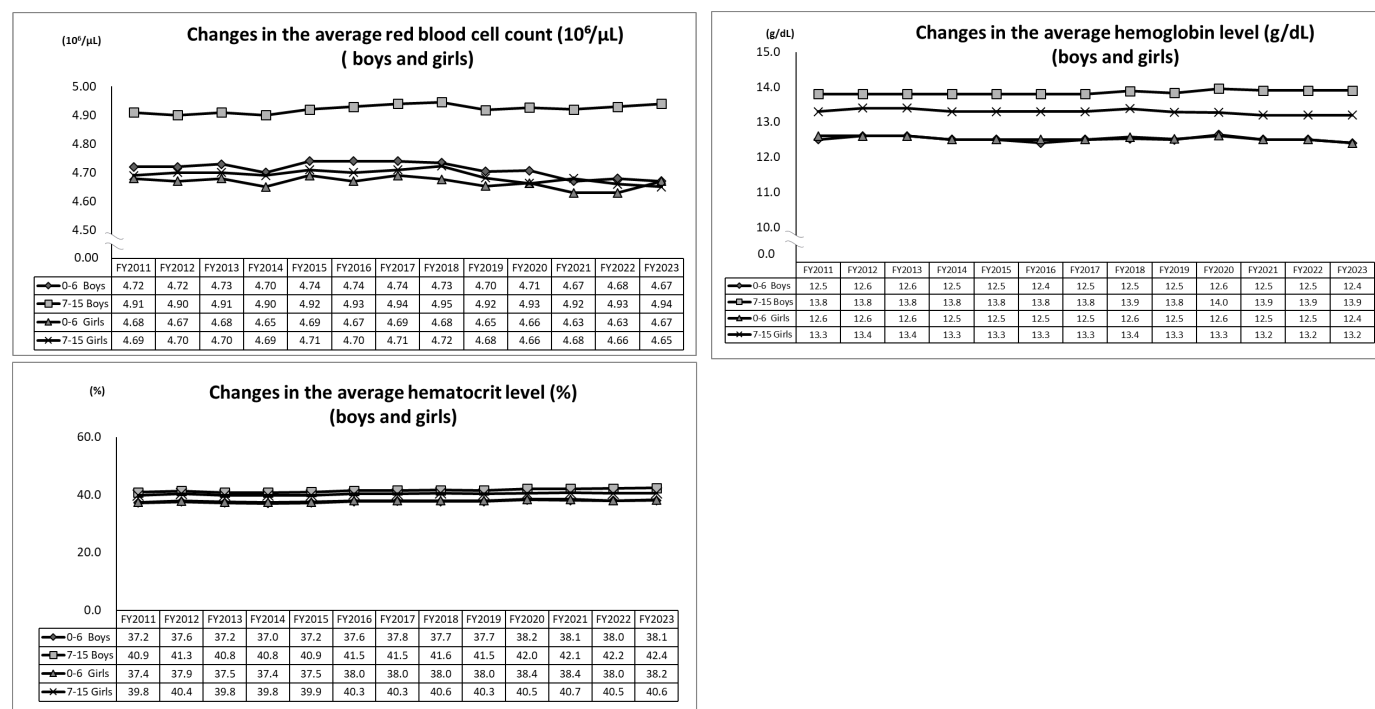 Changes in the average red blood cell count (10⁶/μL)
( boys and girls)
(10⁶/μL)
5.00
4.90
4.80
4.70
4.60
4.50
0.00
FY2011 FY2012 FY2013 FY2014 FY2015 FY2016 FY2017 FY2018 FY2019 FY2020 FY2021 FY2022 FY2023
0-6 Boys 4.72 4.72 4.73 4.70 4.74 4.74 4.74 4.73 4.70 4.71 4.67 4.68 4.67
7-15 Boys 4.91 4.90 4.91 4.90 4.92 4.93 4.94 4.95 4.92 4.93 4.92 4.93 4.94
0-6 Girls 4.68 4.67 4.68 4.65 4.69 4.67 4.69 4.68 4.65 4.66 4.63 4.63 4.67
7-15 Girls 4.69 4.70 4.70 4.69 4.71 4.70 4.71 4.72 4.68 4.66 4.68 4.66 4.65
Changes in the average hemoglobin level (g/dL)
(boys and girls)
(g/dL)
15.0
14.0
13.0
12.0
11.0
10.0
0.0
FY2011 FY2012 FY2013 FY2014 FY2015 FY2016 FY2017 FY2018 FY2019 FY2020 FY2021 FY2022 FY2023
0-6 Boys 12.5 12.6 12.6 12.5 12.5 12.4 12.5 12.5 12.5 12.6 12.5 12.5 12.4
7-15 Boys 13.8 13.8 13.8 13.8 13.8 13.8 13.8 13.9 13.8 14.0 13.9 13.9 13.9
0-6 Girls 12.6 12.6 12.6 12.5 12.5 12.5 12.5 12.6 12.5 12.6 12.5 12.5 12.4
7-15 Girls 13.3 13.4 13.4 13.3 13.3 13.3 13.3 13.4 13.3 13.3 13.2 13.2 13.2
Changes in the average hematocrit level (%)
(boys and girls)
(%)
60.0
40.0
20.0
0.0
FY2011 FY2012 FY2013 FY2014 FY2015 FY2016 FY2017 FY2018 FY2019 FY2020 FY2021 FY2022 FY2023
0-6 Boys 37.2 37.6 37.2 37.0 37.2 37.6 37.8 37.7 37.7 38.2 38.1 38.0 38.1
7-15 Boys 40.9 41.3 40.8 40.8 40.9 41.5 41.5 41.6 41.5 42.0 42.1 42.2 42.4
0-6 Girls 37.4 37.9 37.5 37.4 37.5 38.0 38.0 38.0 38.0 38.4 38.4 38.0 38.2
7-15 Girls 39.8 40.4 39.8 39.8 39.9 40.3 40.3 40.6 40.3 40.5 40.7 40.5 40.6